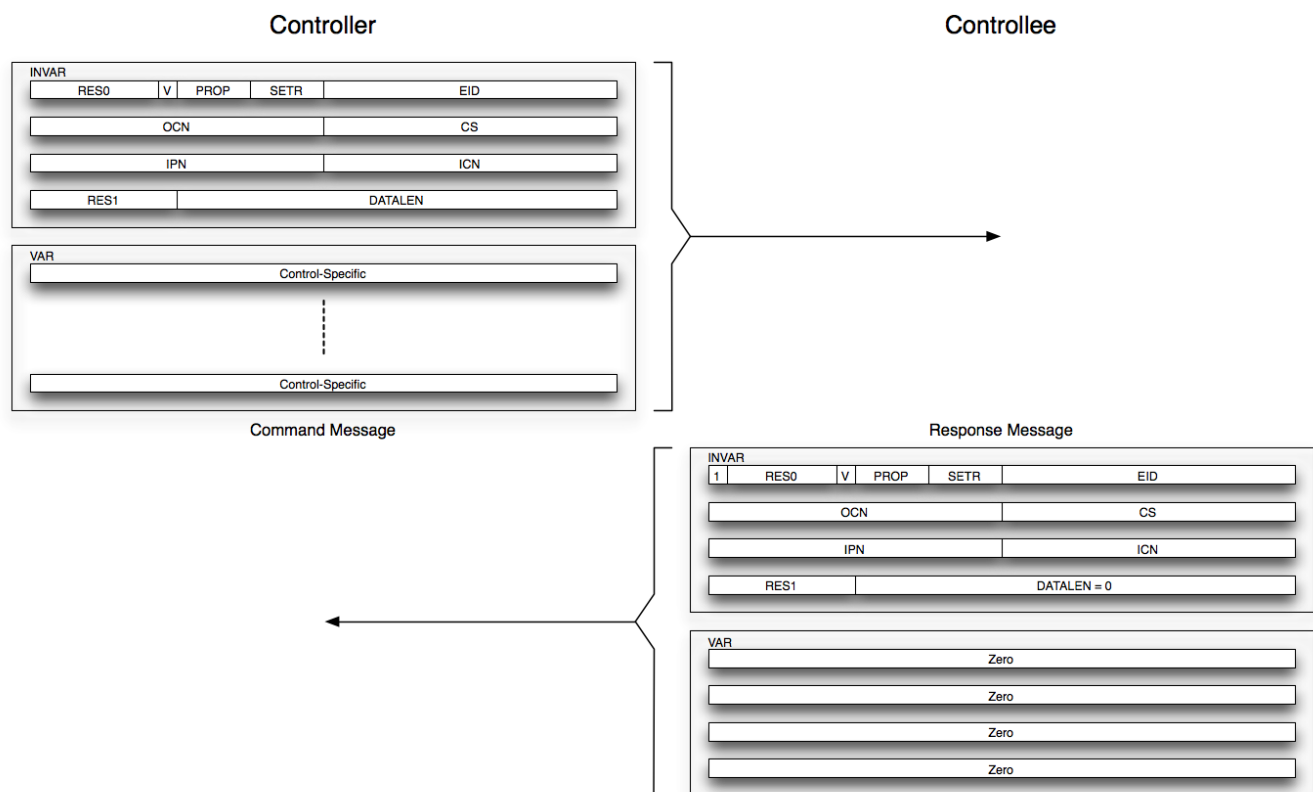 Controller Controllee
INVAR
RES0 V PROP SETR EID
OCN CS
IPN ICN
RES1 DATALEN
VAR
Control-Specific
Control-Specific
Command Message
Response Message
INVAR
1 RES0 V PROP SETR EID
OCN CS
IPN ICN
RES1 DATALEN = 0
VAR
Zero
Zero
Zero
Zero